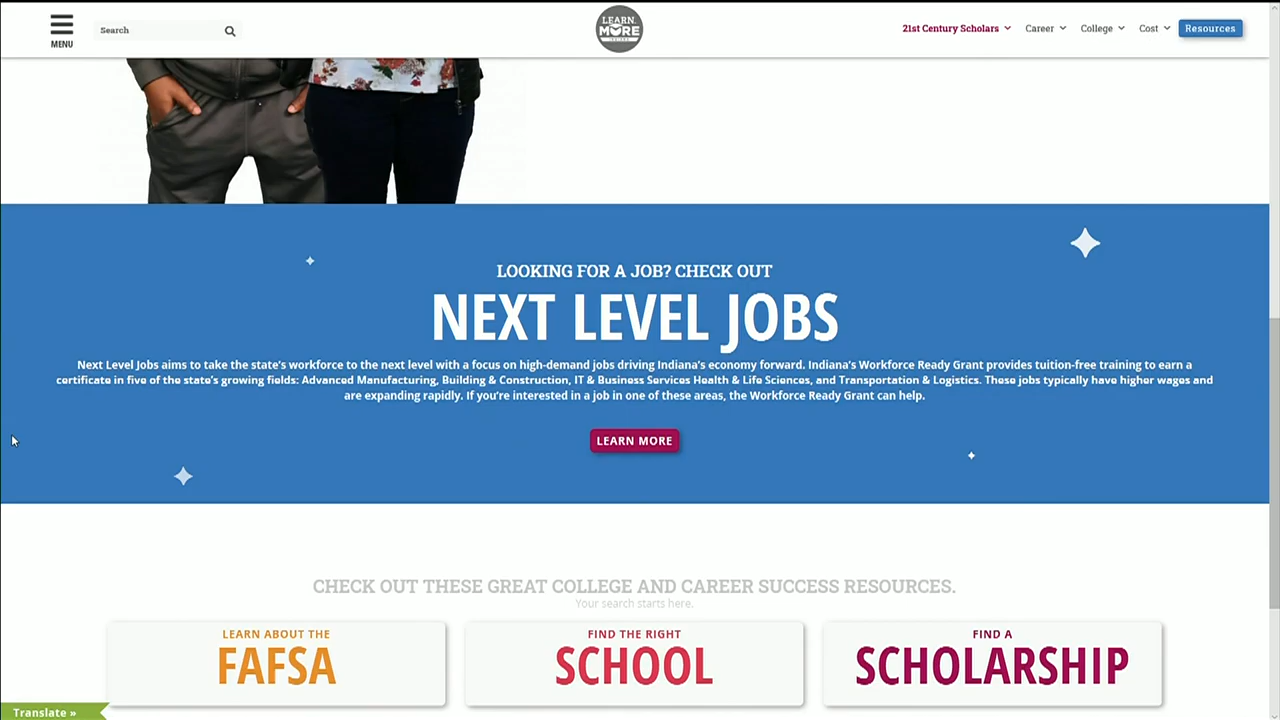 MENU
Search
LEARN
MORE
21st Century Scholars
Career
College
Cost
Resources
LOOKING FOR A JOB? CHECK OUT
NEXT LEVEL JOBS
Next Level Jobs aims to take the state's workforce to the next level with a focus on high-demand jobs driving Indiana's economy forward. Indiana's Workforce Ready Grant provides tuition-free training to earn a
certificate in five of the state's growing fields: Advanced Manufacturing, Building & Construction, IT & Business Services Health & Life Sciences, and Transportation & Logistics. These jobs typically have higher wages and
are expanding rapidly. If you're interested in a job in one of these areas, the Workforce Ready Grant can help.
LEARN MORE
CHECK OUT THESE GREAT COLLEGE AND CAREER SUCCESS RESOURCES.
Your search starts here.
LEARN ABOUT THE
FAFSA
FIND THE RIGHT
SCHOOL
FIND A
SCHOLARSHIP
Translate »